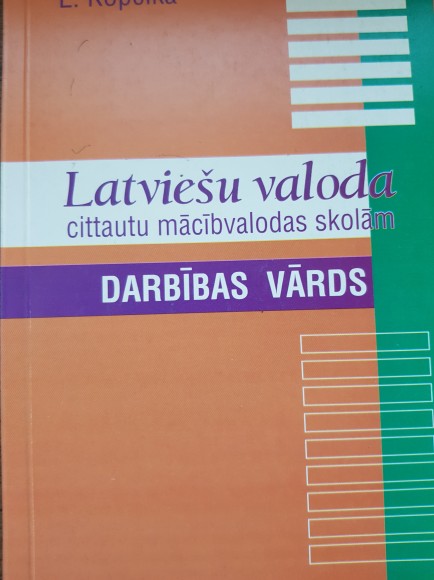 Latviešu valoda
cittautu mācībvalodas skolām
DARBĪBAS VĀRDS